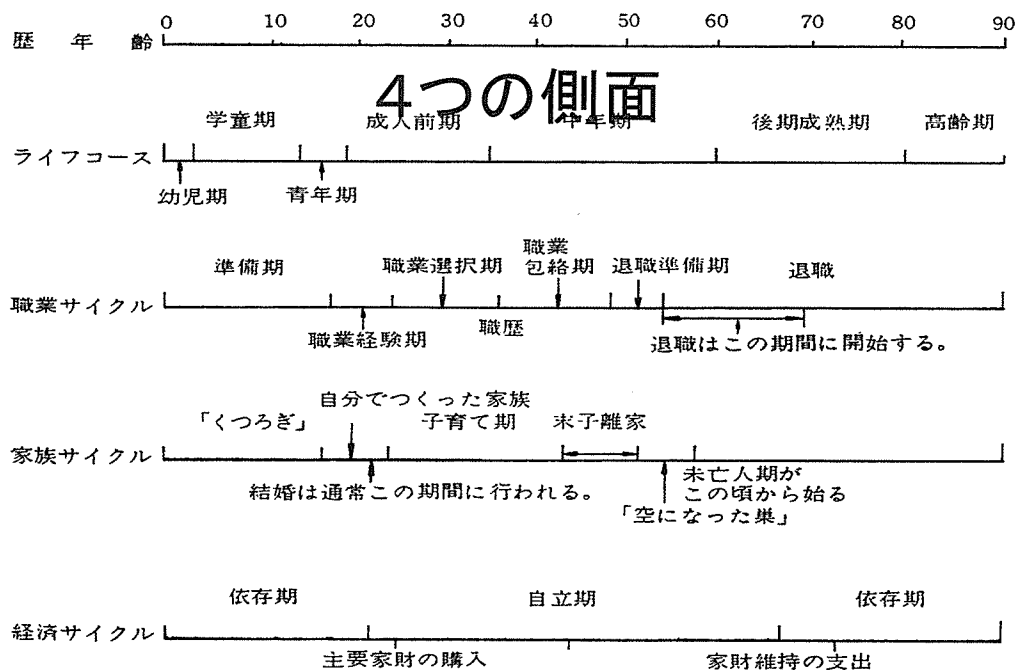 0 10 20 30 40 50 60 70 80 90
歴年齢
4つの側面
学童期 成人前期 中年期 後期成熟期 高齢期
ライフコース
幼児期 青年期
準備期 職業選択期 職業包絡期 退職準備期 退職
職業サイクル
職業経験期 職歴 退職はこの期間に開始する。
自分でつくった家族
「くつろぎ」 子育て期 末子離家
家族サイクル
結婚は通常この期間に行われる。
未亡人期が
この頃から始る
「空になった巣」
依存期 自立期 依存期
経済サイクル
主要家財の購入 家財維持の支出